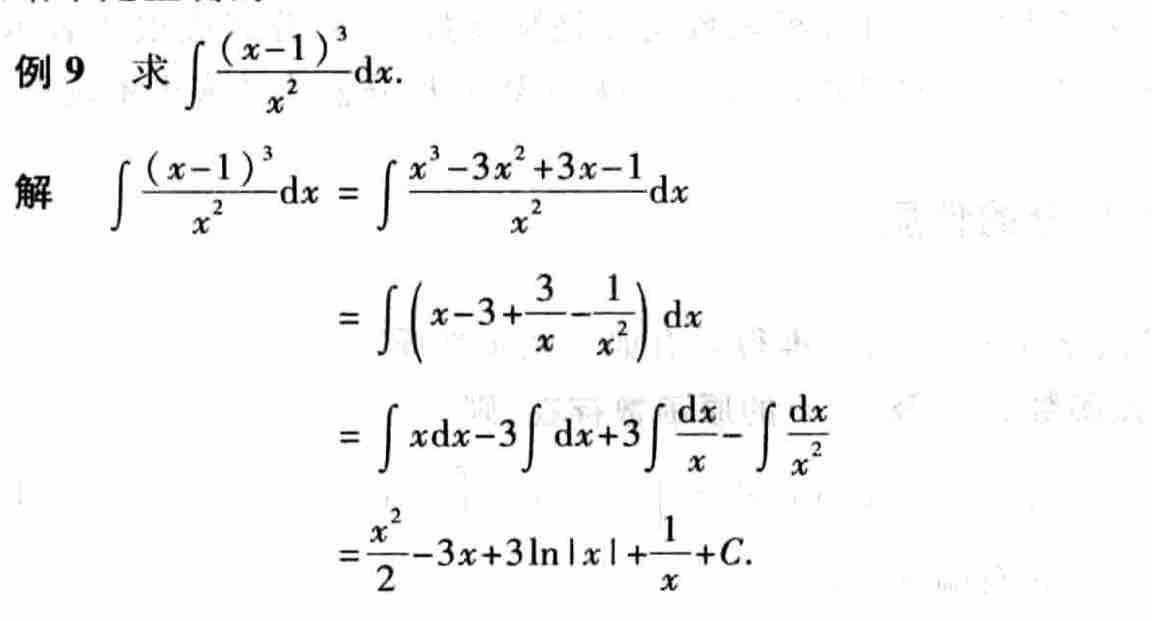 例 9 求 ∫ (x-1)³/x² dx.
解 ∫ (x-1)³/x² dx = ∫ (x³-3x²+3x-1)/x² dx
= ∫ (x-3+3/x-1/x²) dx
= ∫ xdx-3∫ dx+3∫ dx/x - ∫ dx/x²
= x²/2-3x+3ln|x|+1/x+C.